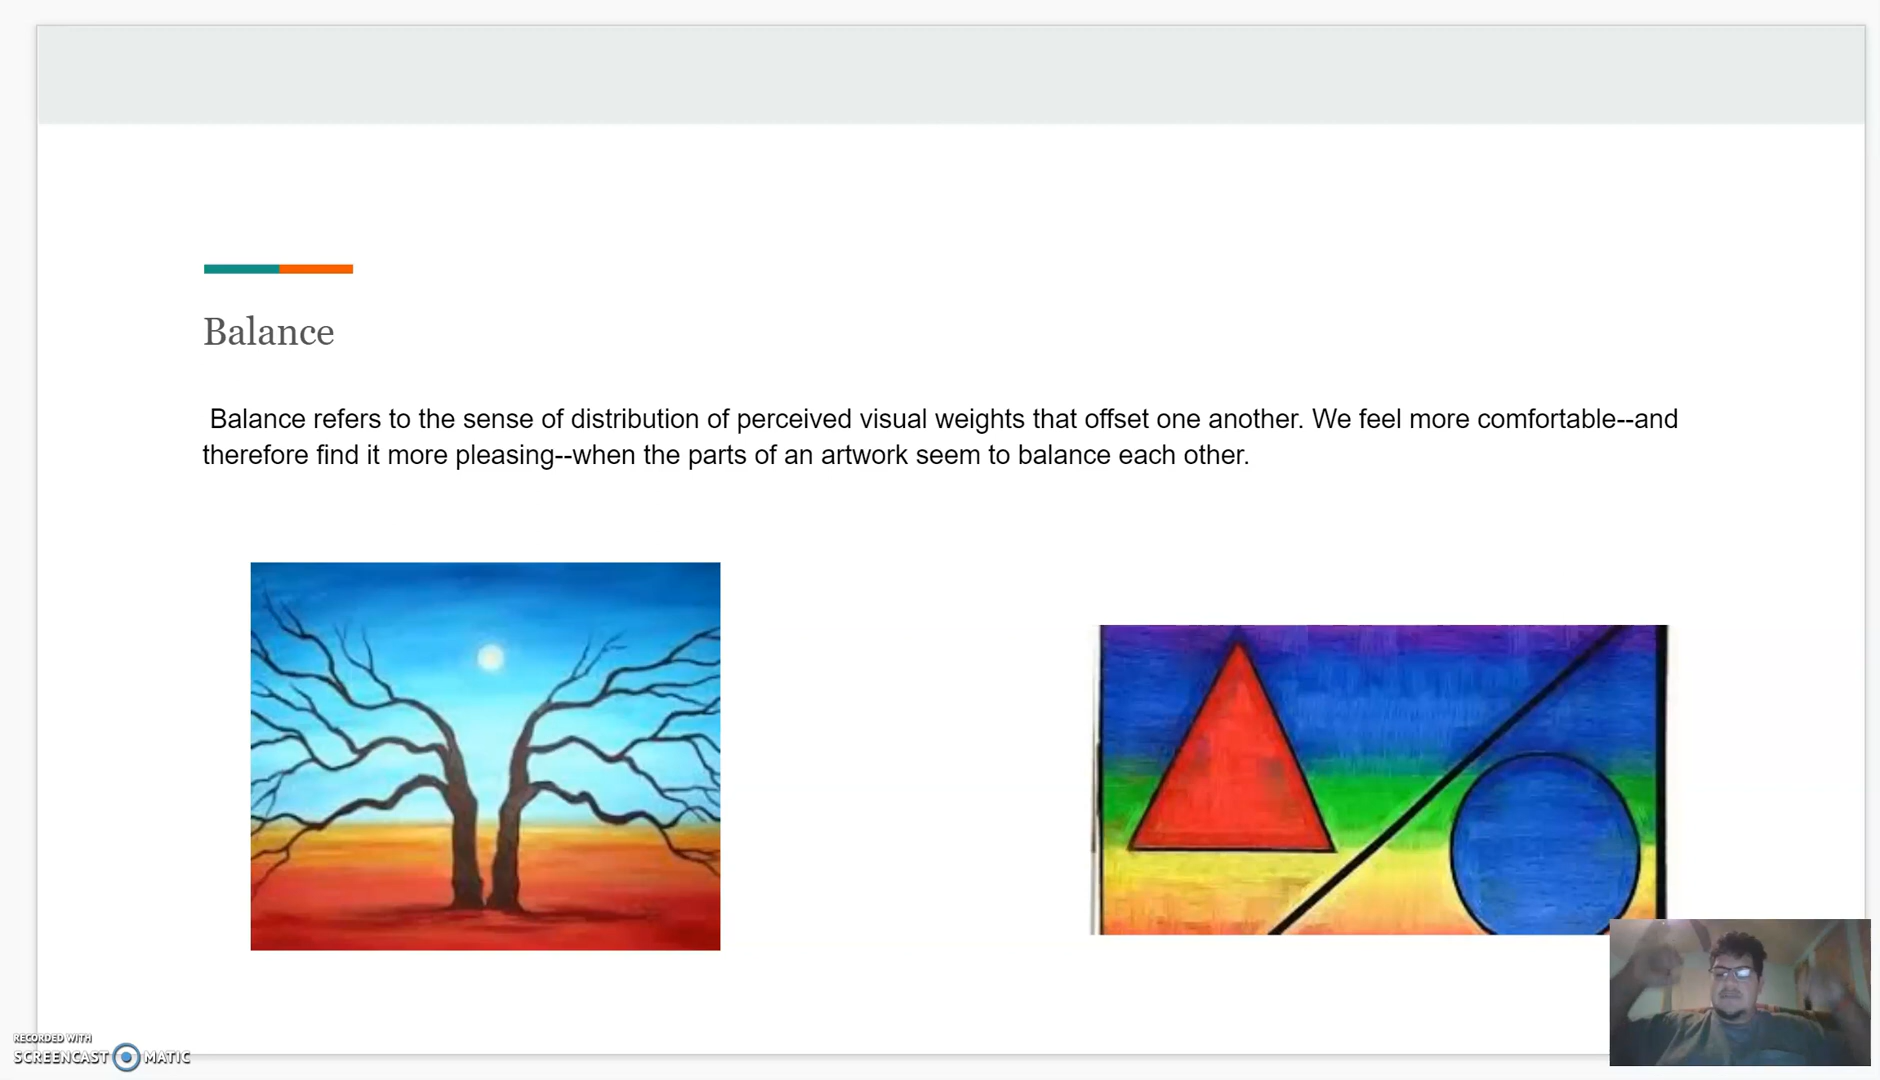 Balance
Balance refers to the sense of distribution of perceived visual weights that offset one another. We feel more comfortable--and
therefore find it more pleasing--when the parts of an artwork seem to balance each other.
RECORDED WITH
SCREENCAST MATIC